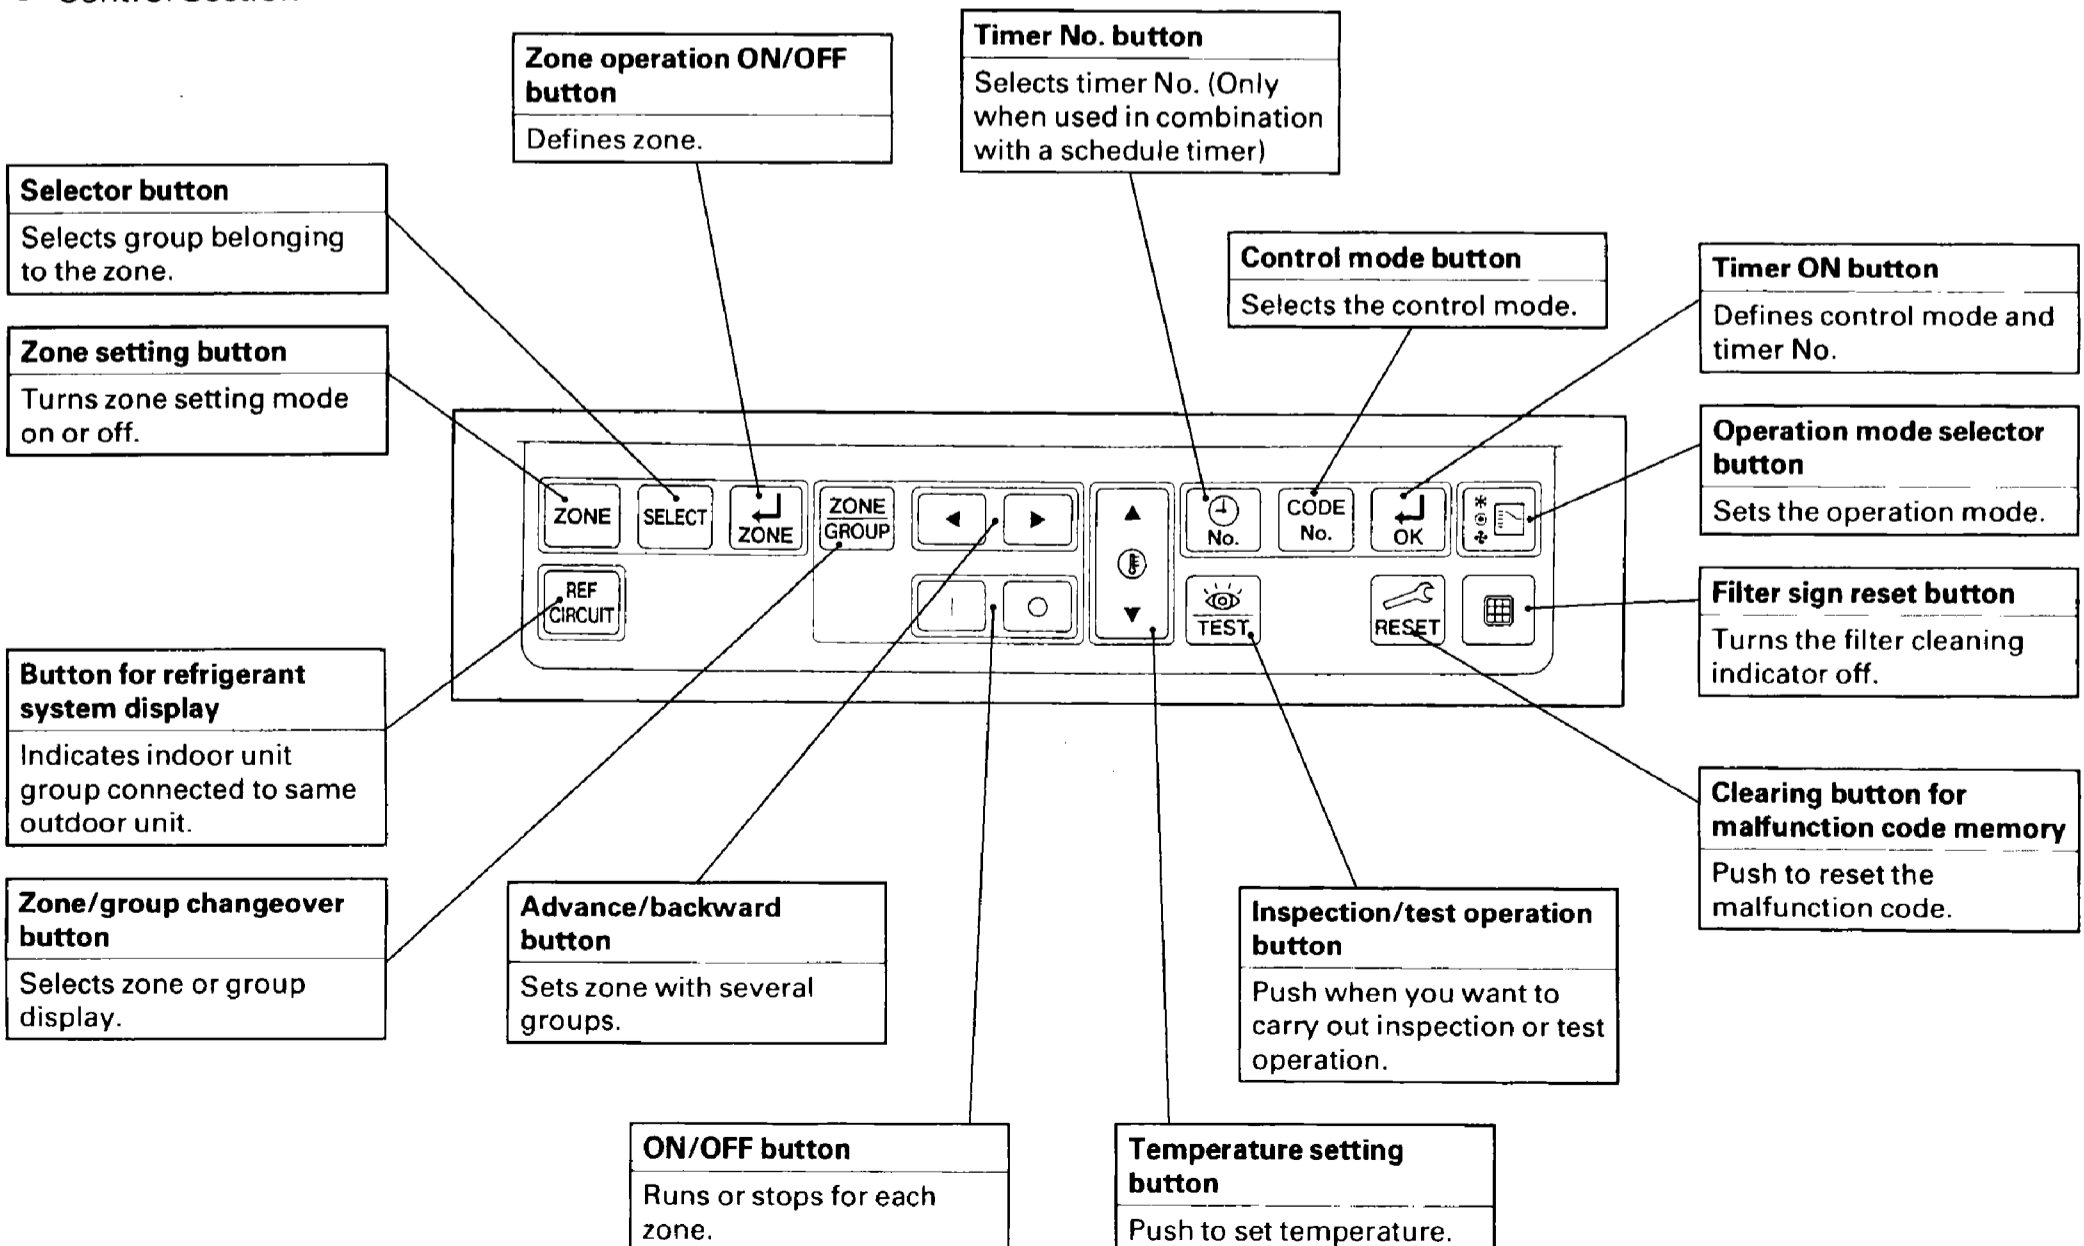 Timer No. button
Selects timer No. (Only
when used in combination
with a schedule timer)
Zone operation ON/OFF
button
Defines zone.
Selector button
Selects group belonging
to the zone.
Control mode button
Selects the control mode.
Timer ON button
Defines control mode and
timer No.
Zone setting button
Turns zone setting mode
on or off.
Operation mode selector
button
Sets the operation mode.
ZONE
SELECT
ZONE
ZONE
GROUP
No.
CODE
No.
OK
REF
CIRCUIT
TEST
RESET
Filter sign reset button
Turns the filter cleaning
indicator off.
Button for refrigerant
system display
Indicates indoor unit
group connected to same
outdoor unit.
Clearing button for
malfunction code memory
Push to reset the
malfunction code.
Zone/group changeover
button
Selects zone or group
display.
Advance/backward
button
Sets zone with several
groups.
Inspection/test operation
button
Push when you want to
carry out inspection or test
operation.
ON/OFF button
Runs or stops for each
zone.
Temperature setting
button
Push to set temperature.